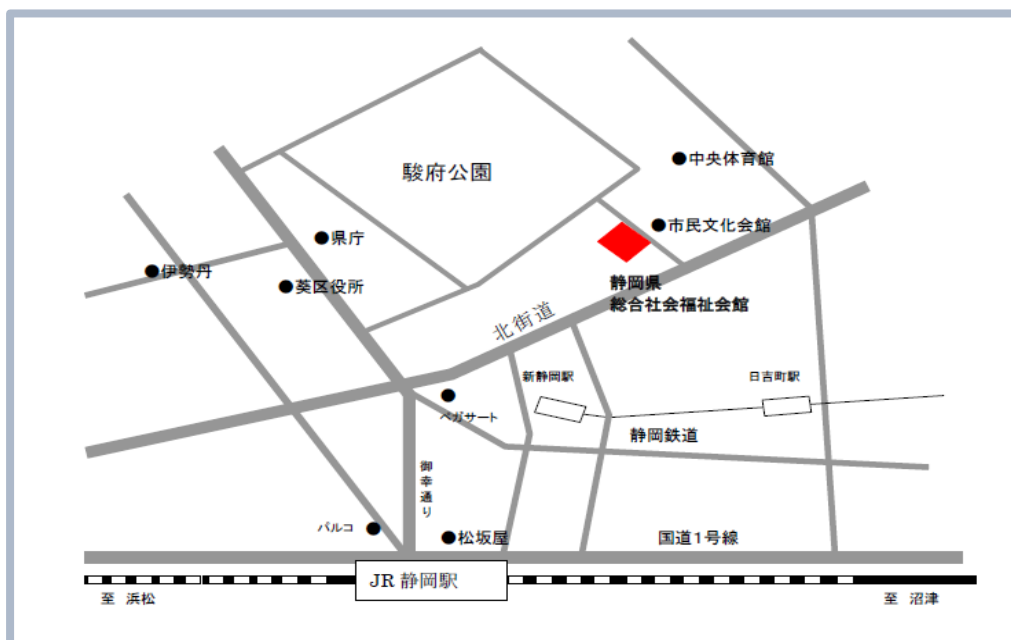 駿府公園
●中央体育館
●市民文化会館
●県庁
●伊勢丹
●葵区役所
静岡県
総合社会福祉会館
北街道
新静岡駅
日吉町駅
ペガサート
静岡鉄道
御幸通り
パルコ
●松坂屋
国道1号線
JR 静岡駅
至 浜松
至 沼津